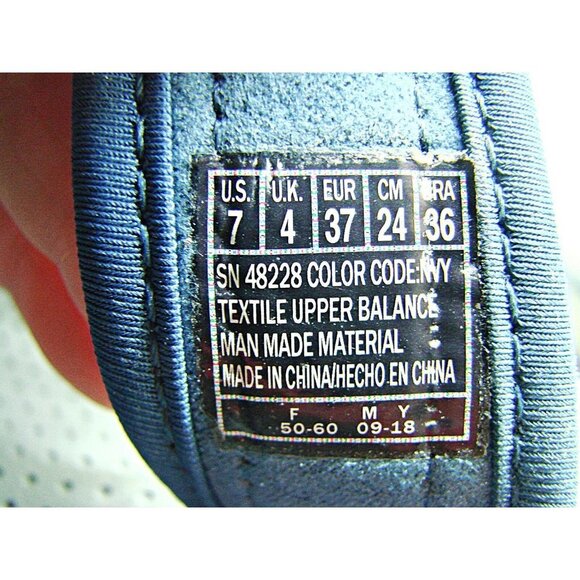 U.S. U.K. EUR CM BRA
7 4 37 24 36
SN 48228 COLOR CODE:NVY
TEXTILE UPPER BALANCE
MAN MADE MATERIAL
MADE IN CHINA/HECHO EN CHINA
F M Y
50-60 09-18